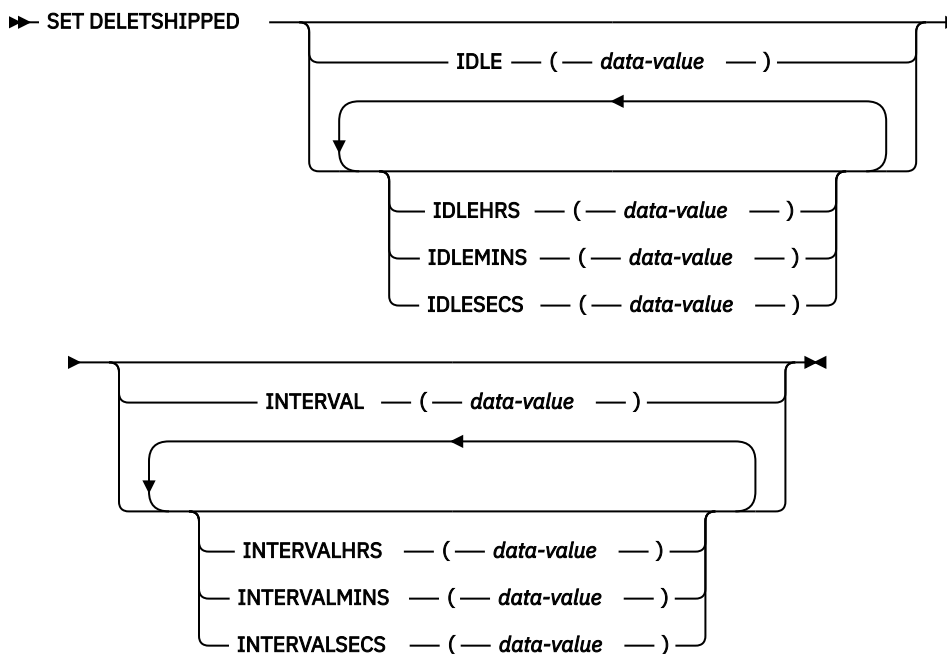 SET DELETSHIPPED
IDLE ( data-value )
IDLEHRS ( data-value )
IDLEMINS ( data-value )
IDLESECS ( data-value )
INTERVAL ( data-value )
INTERVALHRS ( data-value )
INTERVALMINS ( data-value )
INTERVALSECS ( data-value )